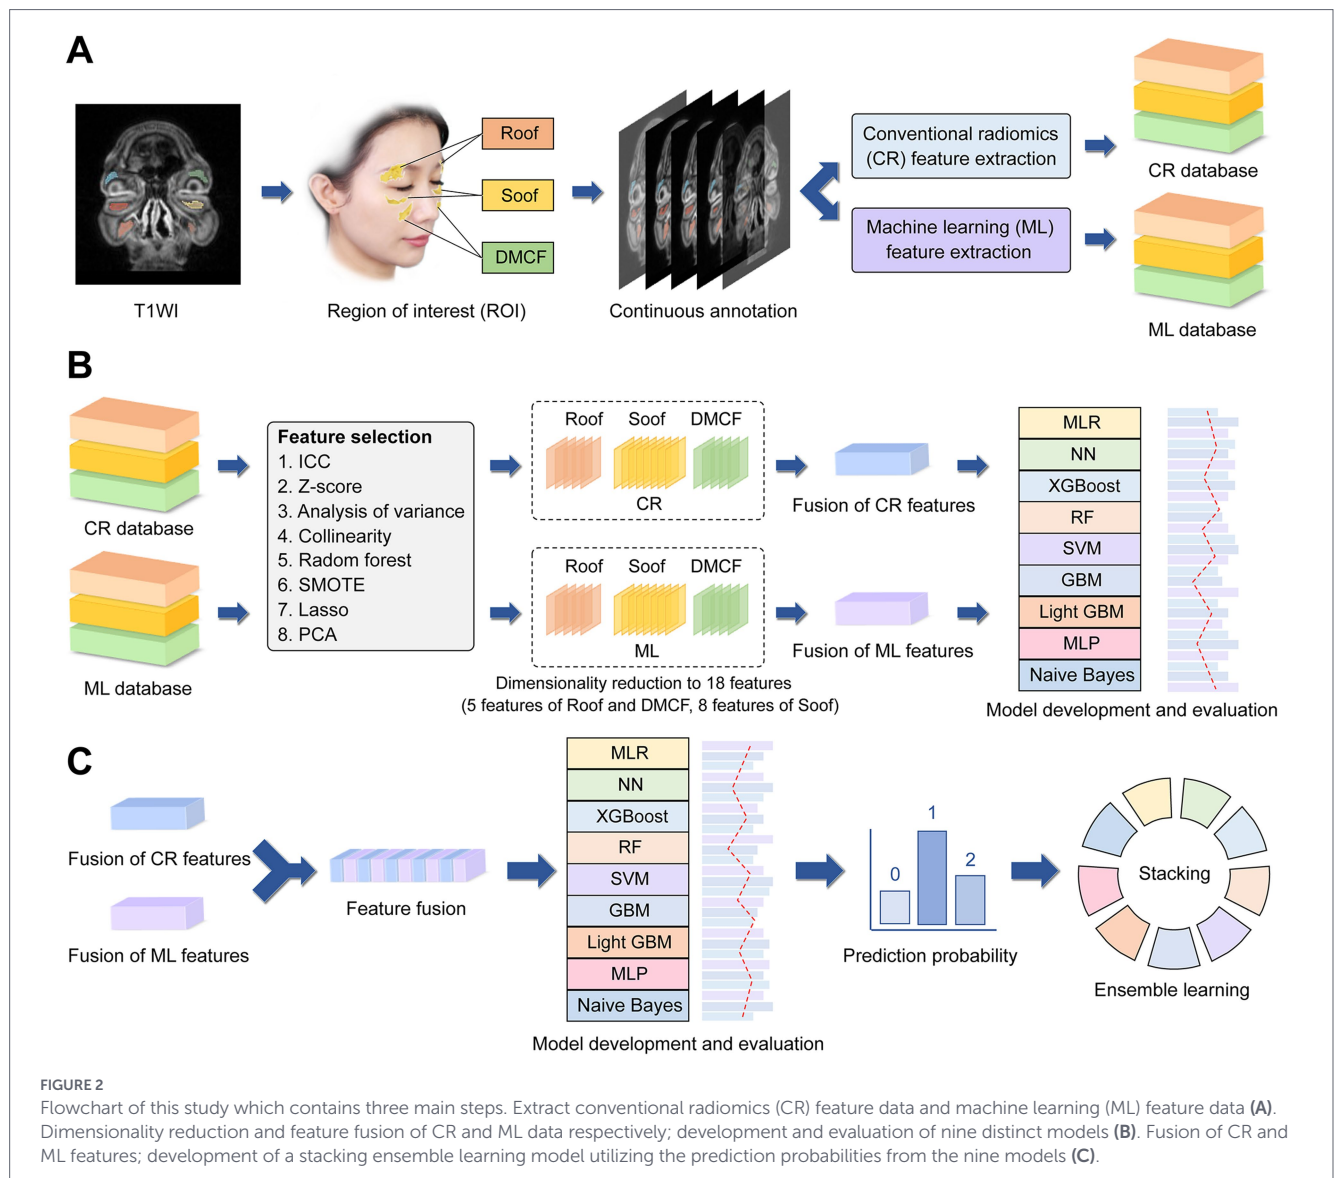 A
Roof
Soof
DMCF
T1WI
Region of interest (ROI)
Continuous annotation
Conventional radiomics
(CR) feature extraction
Machine learning (ML)
feature extraction
CR database
ML database
B
CR database
ML database
Feature selection
1. ICC
2. Z-score
3. Analysis of variance
4. Collinearity
5. Radom forest
6. SMOTE
7. Lasso
8. PCA
Roof Soof DMCF
CR
Roof Soof DMCF
ML
Dimensionality reduction to 18 features
(5 features of Roof and DMCF, 8 features of Soof)
Fusion of CR features
Fusion of ML features
MLR
NN
XGBoost
RF
SVM
GBM
Light GBM
MLP
Naive Bayes
Model development and evaluation
C
Fusion of CR features
Fusion of ML features
Feature fusion
MLR
NN
XGBoost
RF
SVM
GBM
Light GBM
MLP
Naive Bayes
Model development and evaluation
0
1
2
Prediction probability
Stacking
Ensemble learning
FIGURE 2
Flowchart of this study which contains three main steps. Extract conventional radiomics (CR) feature data and machine learning (ML) feature data (A).
Dimensionality reduction and feature fusion of CR and ML data respectively; development and evaluation of nine distinct models (B). Fusion of CR and
ML features; development of a stacking ensemble learning model utilizing the prediction probabilities from the nine models (C).